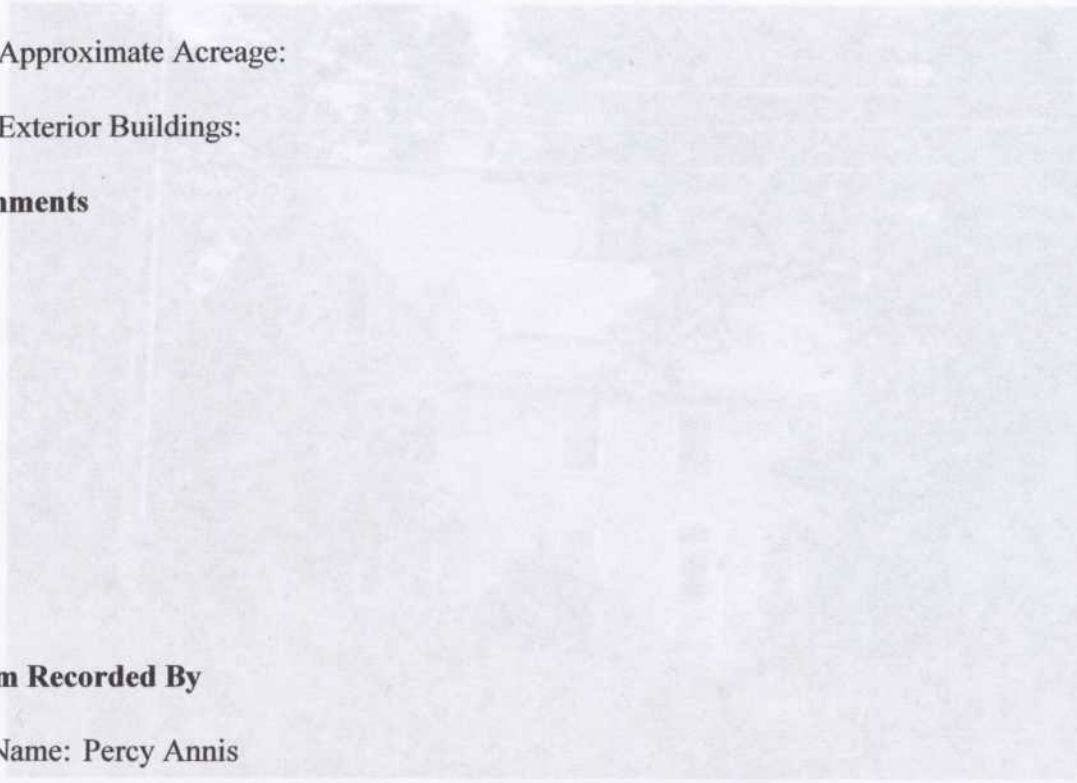 Approximate Acreage:
Exterior Buildings:
nments
m Recorded By
Name: Percy Annis